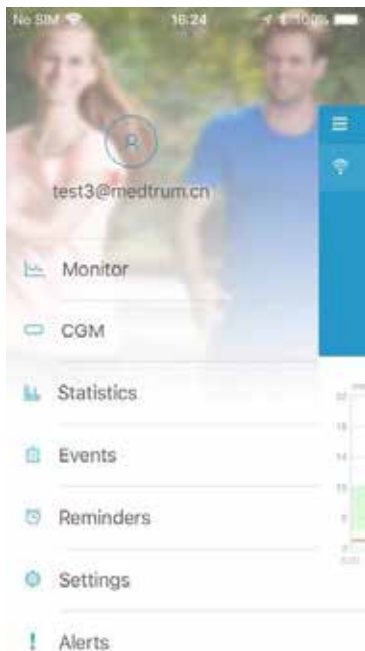 No SIM 16:24 100%
test3@medtrum.cn
Monitor
CGM
Statistics
Events
Reminders
Settings
Alerts